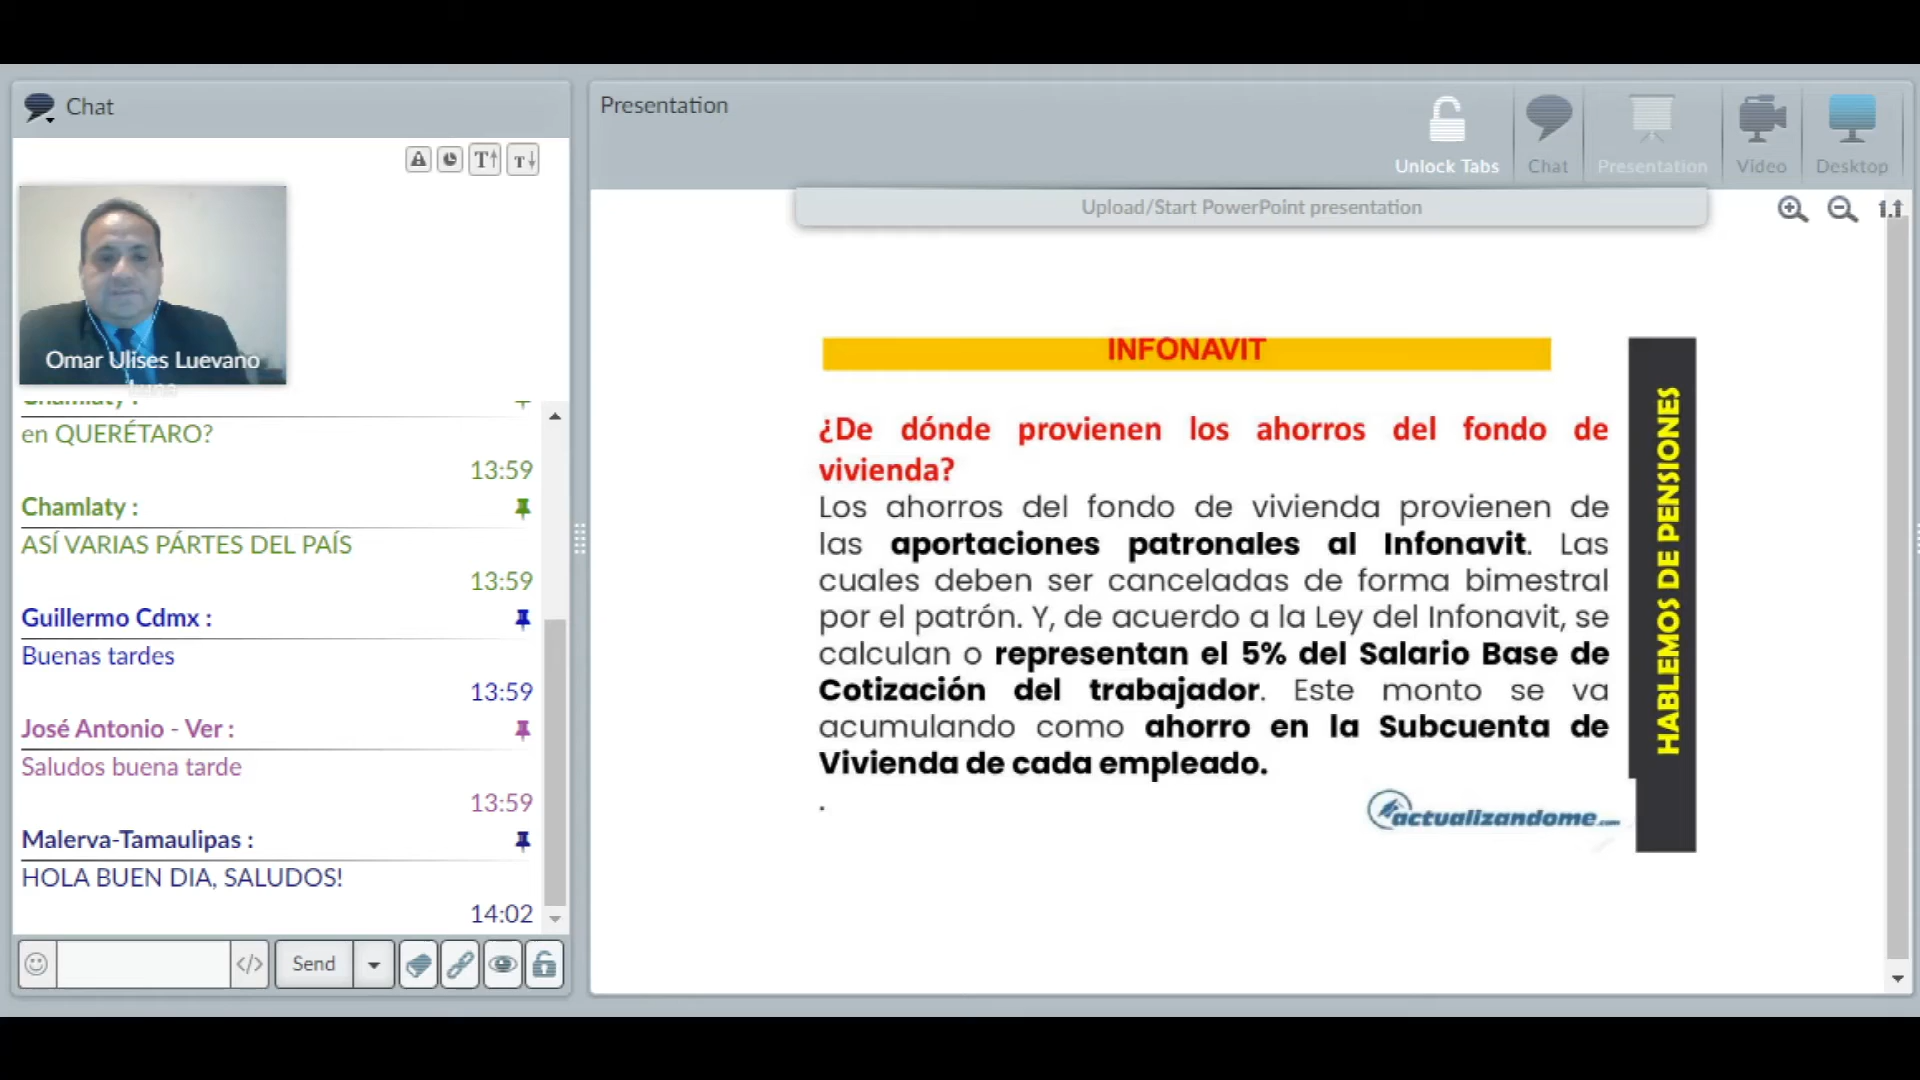 Chat
Omar Ulises Luevano
Chamlaty :
en QUERÉTARO?
13:59
Chamlaty :
ASÍ VARIAS PÁRTES DEL PAÍS
13:59
Guillermo Cdmx :
Buenas tardes
13:59
José Antonio - Ver :
Saludos buena tarde
13:59
Malerva-Tamaulipas :
HOLA BUEN DIA, SALUDOS!
14:02
Send
Presentation
Unlock Tabs
Chat
Presentation
Video
Desktop
Upload/Start PowerPoint presentation
1:1
INFONAVIT
¿De dónde provienen los ahorros del fondo de
vivienda?
Los ahorros del fondo de vivienda provienen de
las aportaciones patronales al Infonavit. Las
cuales deben ser canceladas de forma bimestral
por el patrón. Y, de acuerdo a la Ley del Infonavit, se
calculan o representan el 5% del Salario Base de
Cotización del trabajador. Este monto se va
acumulando como ahorro en la Subcuenta de
Vivienda de cada empleado.
.
HABLEMOS DE PENSIONES
actualizandome.com